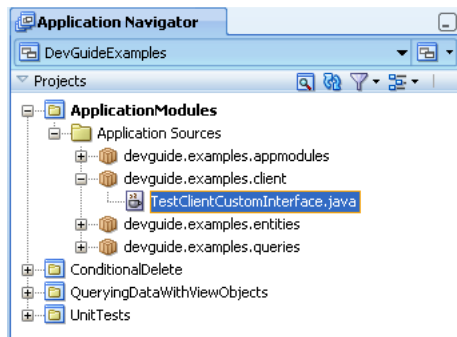 Application Navigator
DevGuideExamples
Projects
ApplicationModules
Application Sources
devguide.examples.appmodules
devguide.examples.client
TestClientCustomInterface.java
devguide.examples.entities
devguide.examples.queries
ConditionalDelete
QueryingDataWithViewObjects
UnitTests